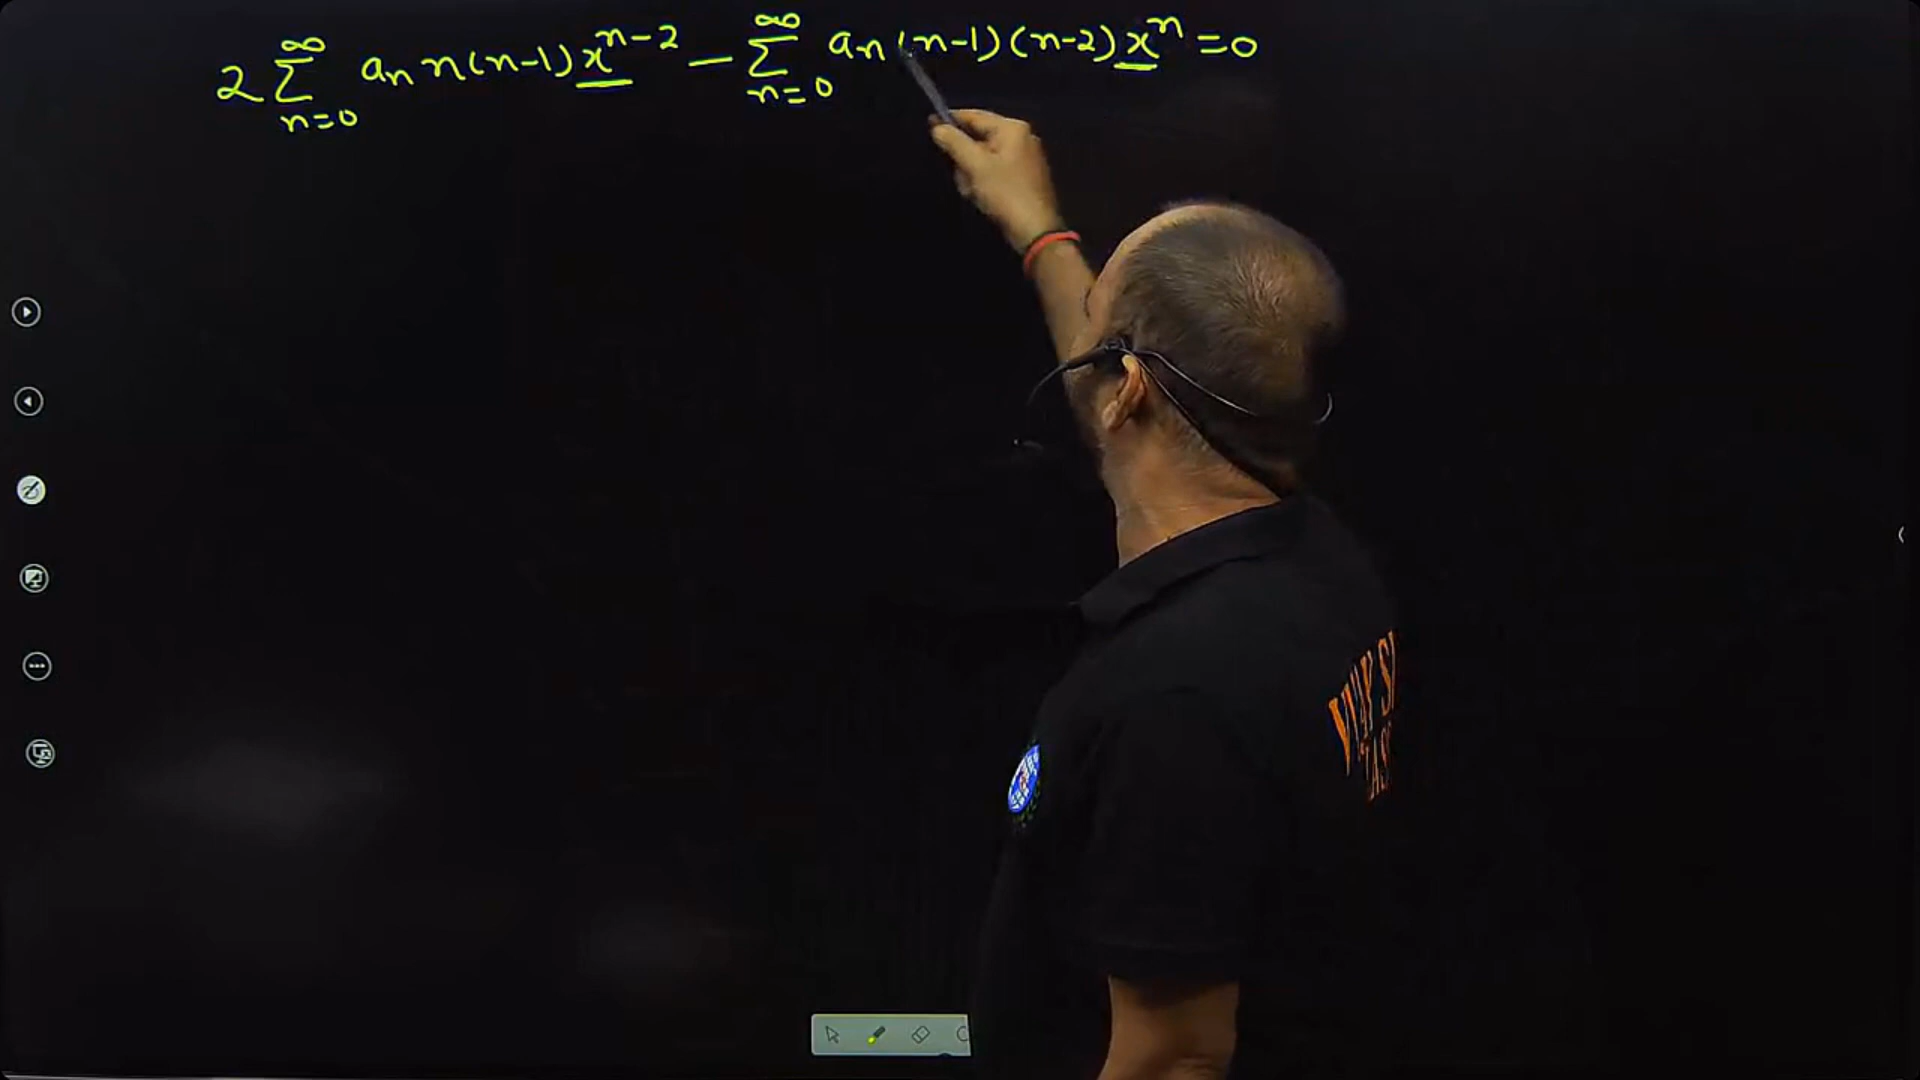 2 ∑_{n=0}^{∞} a_n n(n-1) x^{n-2} - ∑_{n=0}^{∞} a_n (n-1)(n-2) x^n = 0